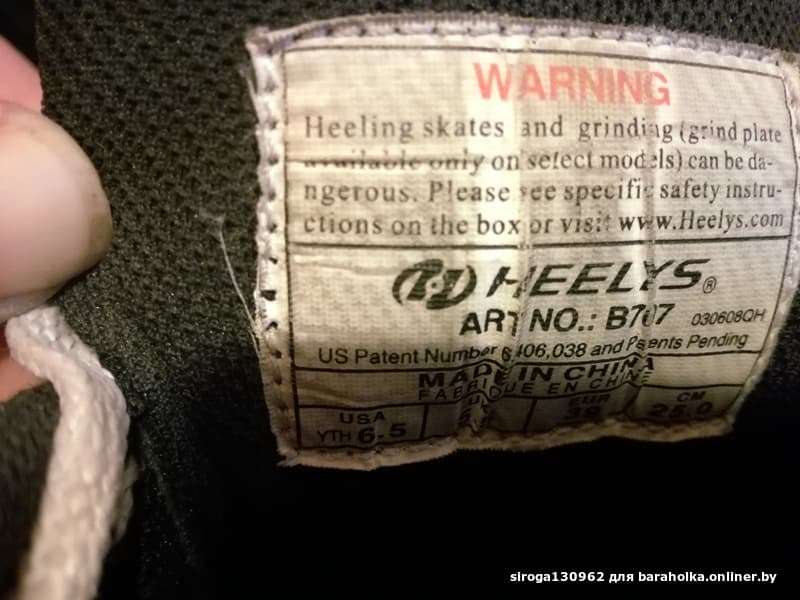 WARNING
Heeling skates and grinding (grind plate
available only on select models) can be da-
ngerous. Please see specific safety instru-
ctions on the box or visit www.Heelys.com
HEELYS®
ART NO.: B707 030608QH
US Patent Number 6,406,038 and Patents Pending
MADE IN CHINA
FABRIQUE EN CHINE
USA EUR CM
YTH 6.5 39 25.0
siroga130962 для baraholka.onliner.by